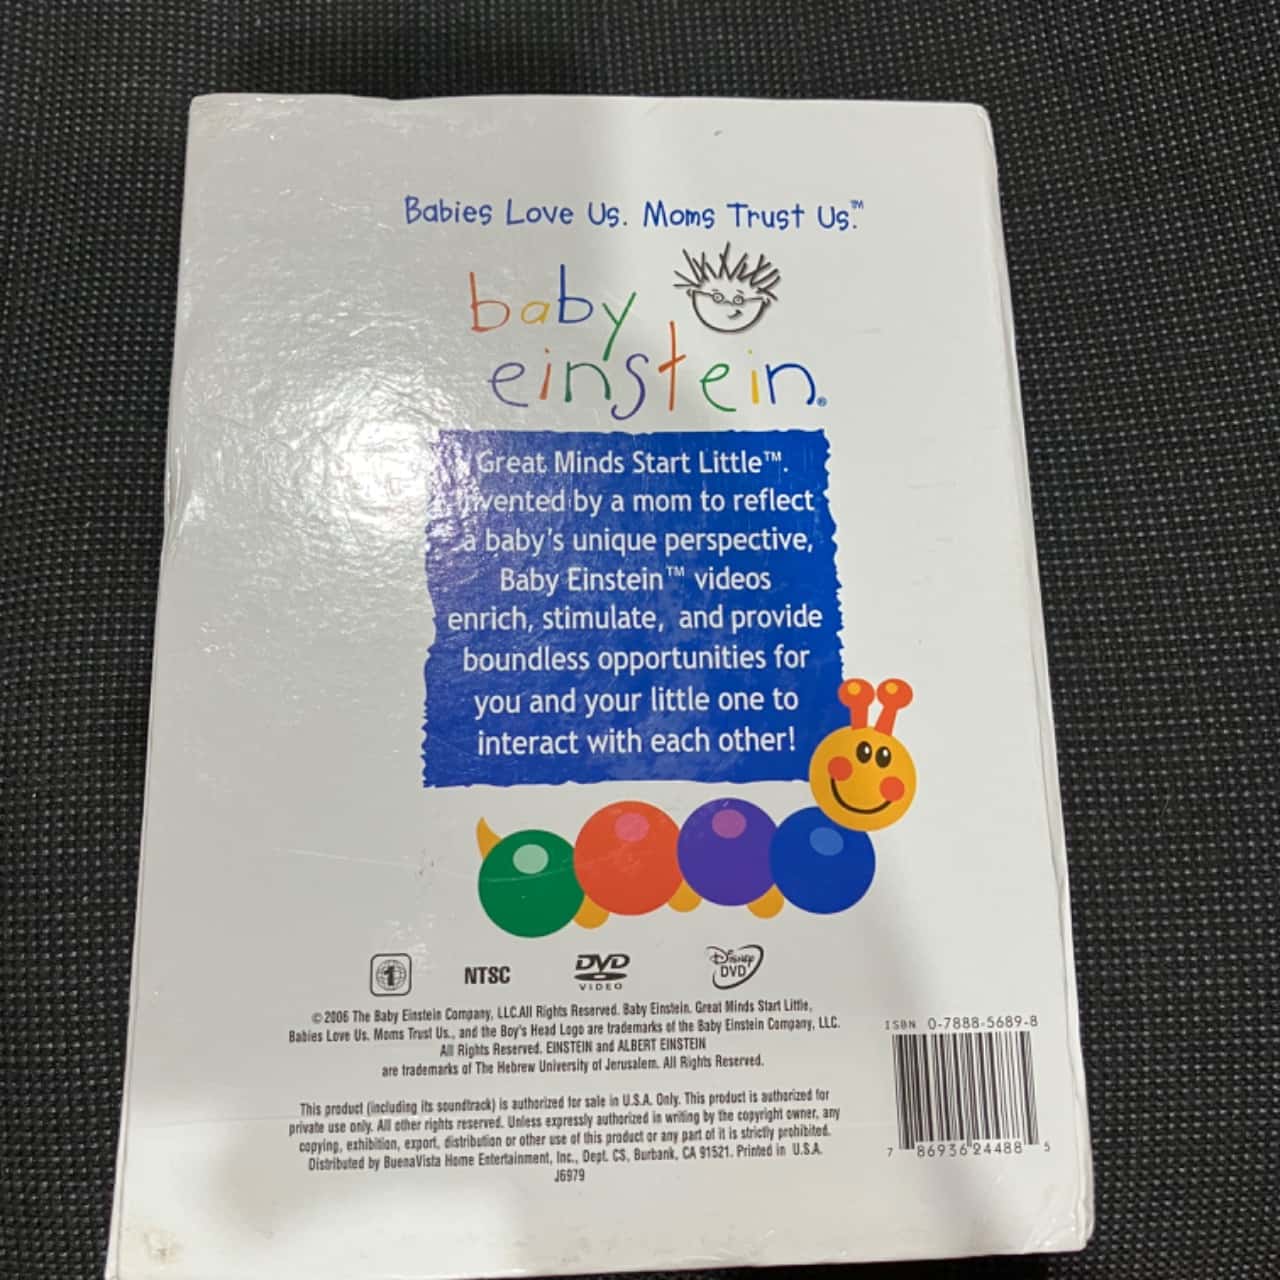 Babies Love Us. Moms Trust Us.™
baby
einstein®
Great Minds Start Little™.
Invented by a mom to reflect
a baby's unique perspective,
Baby Einstein™ videos
enrich, stimulate, and provide
boundless opportunities for
you and your little one to
interact with each other!
1
NTSC
DVD
VIDEO
Disney
DVD
©2006 The Baby Einstein Company, LLC.All Rights Reserved. Baby Einstein. Great Minds Start Little,
Babies Love Us. Moms Trust Us., and the Boy's Head Logo are trademarks of the Baby Einstein Company, LLC.
All Rights Reserved. EINSTEIN and ALBERT EINSTEIN
are trademarks of The Hebrew University of Jerusalem. All Rights Reserved.
ISBN 0-7888-5689-8
This product (including its soundtrack) is authorized for sale in U.S.A. Only. This product is authorized for
private use only. All other rights reserved. Unless expressly authorized in writing by the copyright owner, any
copying, exhibition, export, distribution or other use of this product or any part of it is strictly prohibited.
Distributed by BuenaVista Home Entertainment, Inc., Dept. CS, Burbank, CA 91521. Printed in U.S.A.
J6979
7 86936 24488 5